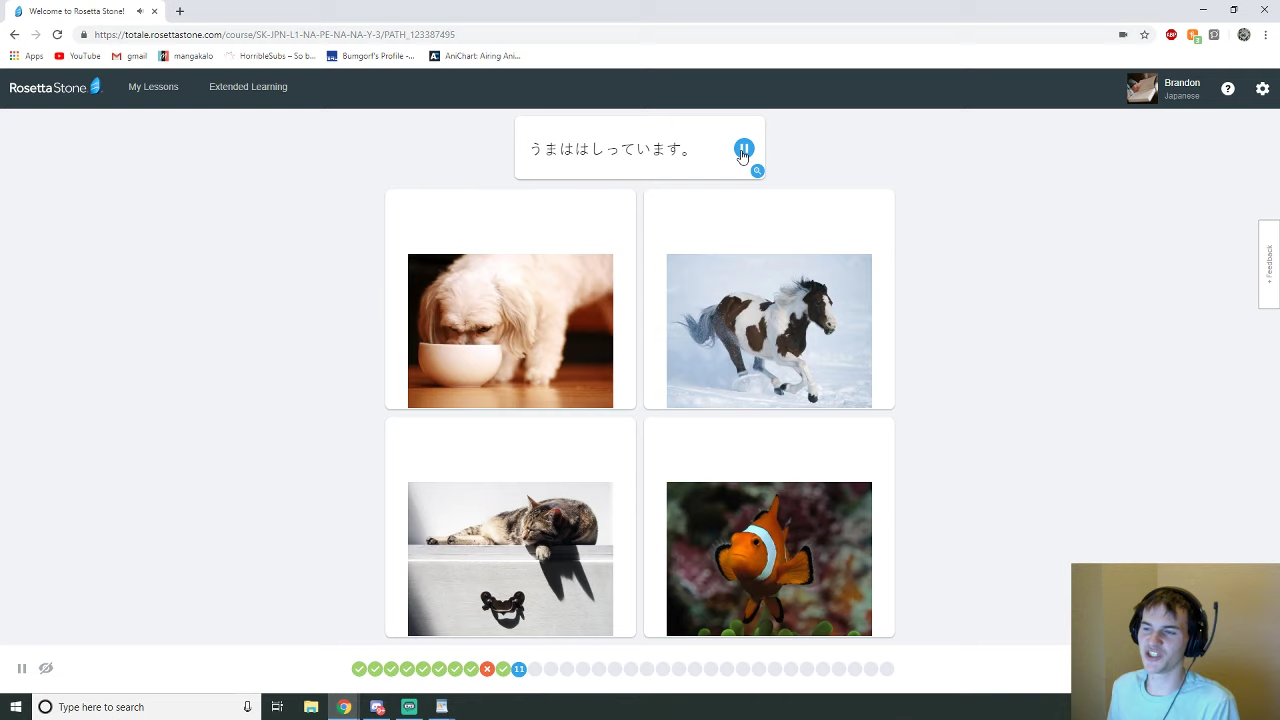 Welcome to Rosetta Stone!
https://totale.rosettastone.com/course/SK-JPN-L1-NA-PE-NA-NA-Y-3/PATH_123387495
Apps
YouTube
gmail
mangakalo
HorribleSubs – So b...
Bumgorf's Profile -...
AniChart: Airing Ani...
RosettaStone
My Lessons
Extended Learning
Brandon
Japanese
うまははしっています。
+ Feedback
11
Type here to search